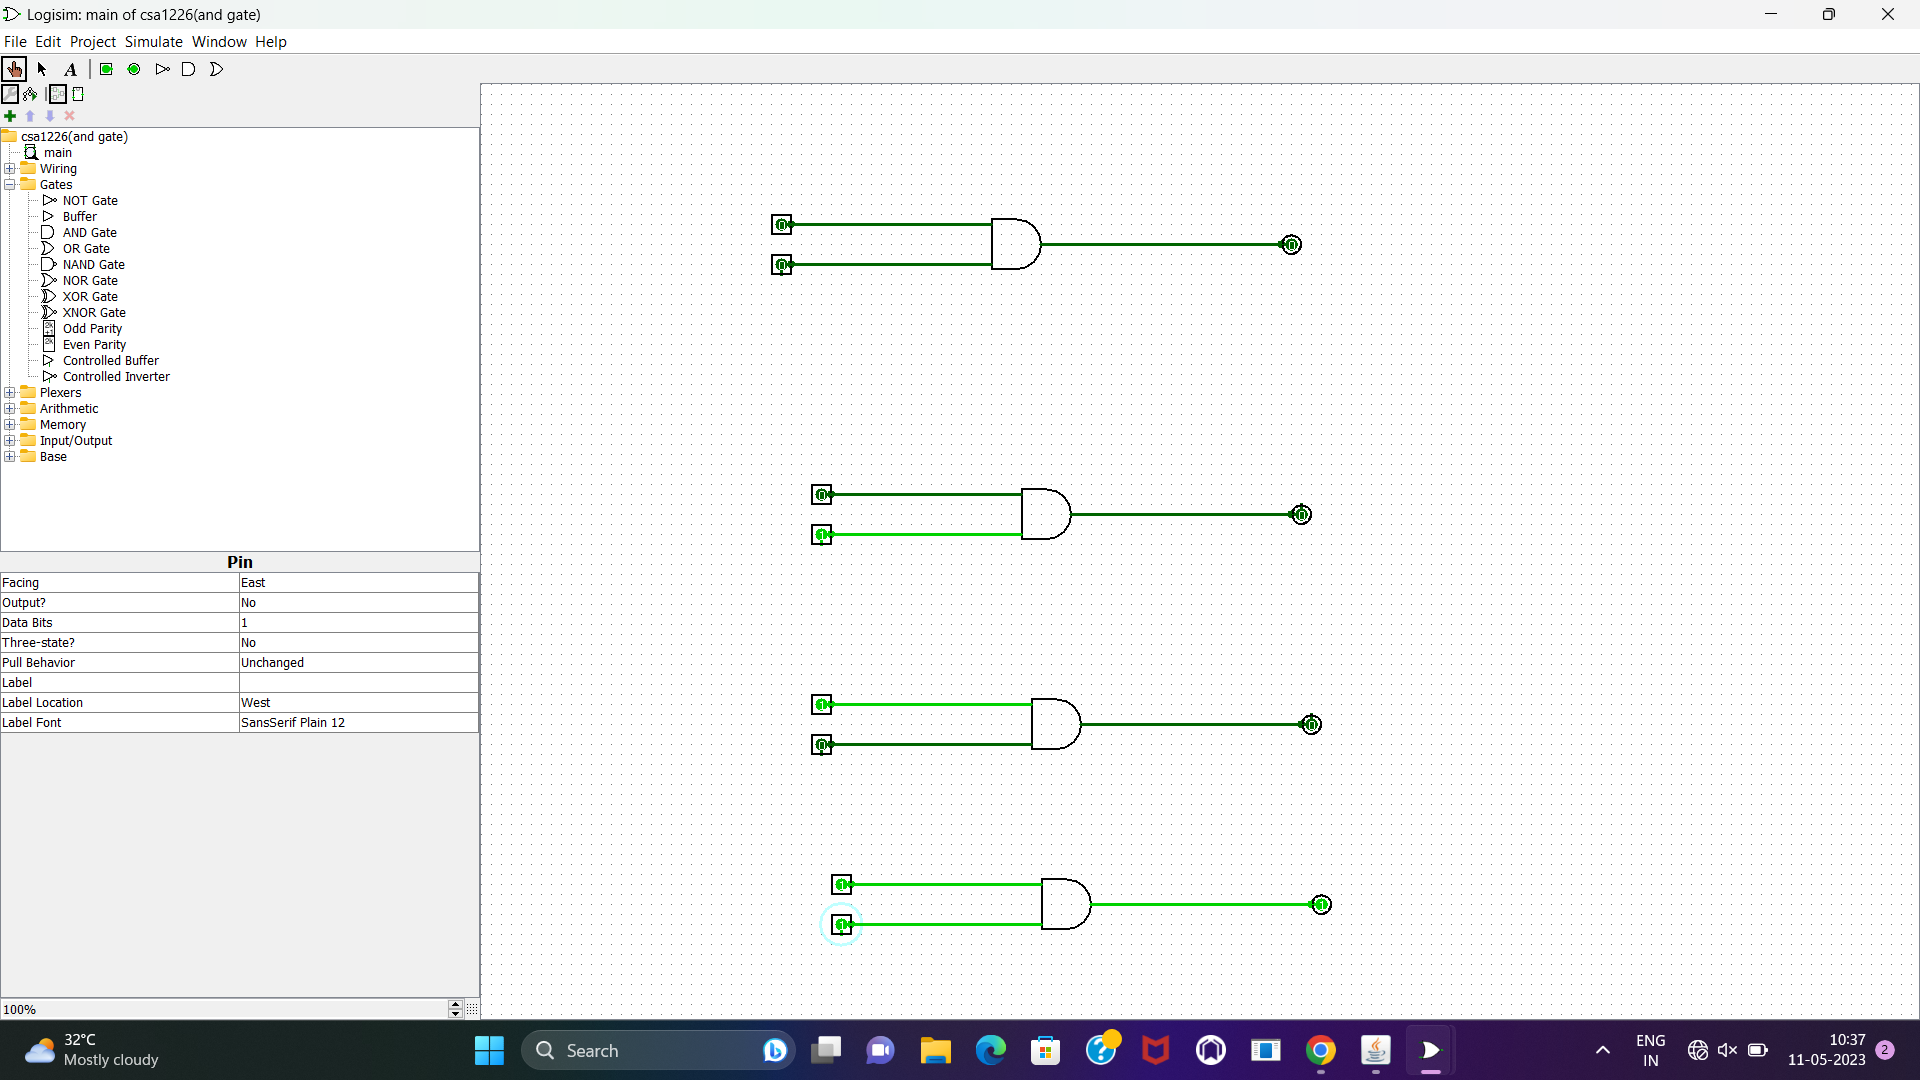 Logisim: main of csa1226(and gate)
File Edit Project Simulate Window Help
A
csa1226(and gate)
main
Wiring
Gates
NOT Gate
Buffer
AND Gate
OR Gate
NAND Gate
NOR Gate
XOR Gate
XNOR Gate
Odd Parity
Even Parity
Controlled Buffer
Controlled Inverter
Plexers
Arithmetic
Memory
Input/Output
Base
Pin
Facing East
Output? No
Data Bits 1
Three-state? No
Pull Behavior Unchanged
Label
Label Location West
Label Font SansSerif Plain 12
100%
0
0
0
0
1
0
1
0
0
1
1
1
32°C
Mostly cloudy
Search
ENG
IN
10:37
11-05-2023
2